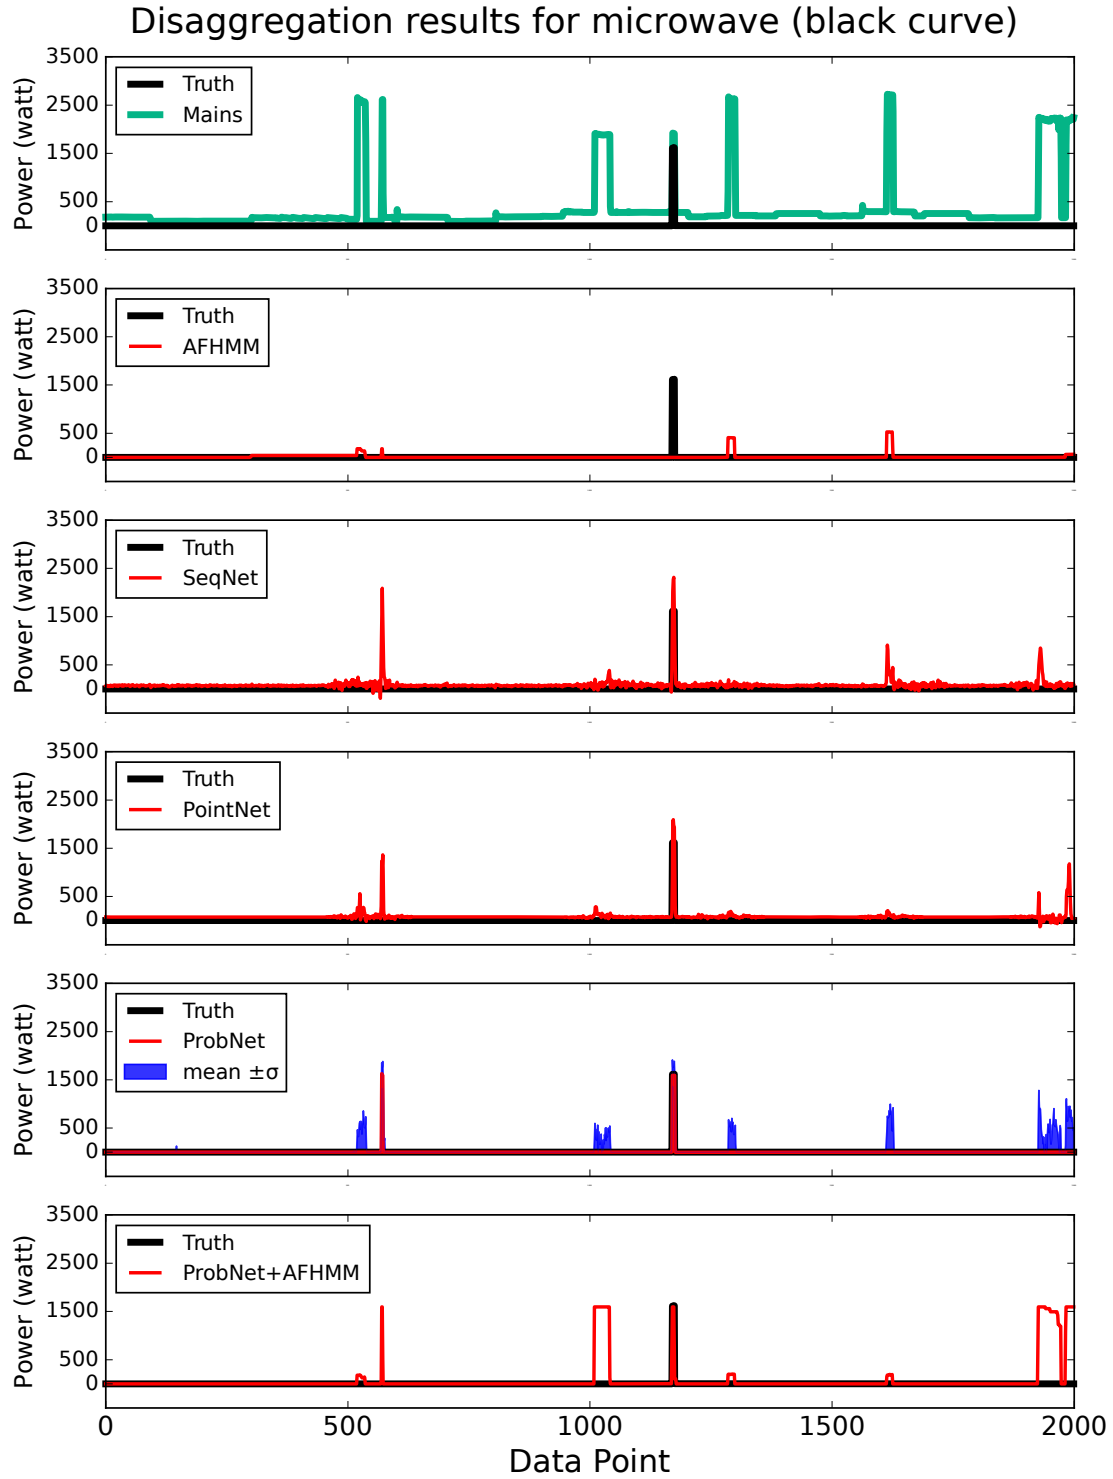 Disaggregation results for microwave (black curve)
3500
2500
1500
500
0
Power (watt)
Truth
Mains
3500
2500
1500
500
0
Power (watt)
Truth
AFHMM
3500
2500
1500
500
0
Power (watt)
Truth
SeqNet
3500
2500
1500
500
0
Power (watt)
Truth
PointNet
3500
2500
1500
500
0
Power (watt)
Truth
ProbNet
mean ±σ
3500
2500
1500
500
0
Power (watt)
Truth
ProbNet+AFHMM
0 500 1000 1500 2000
Data Point